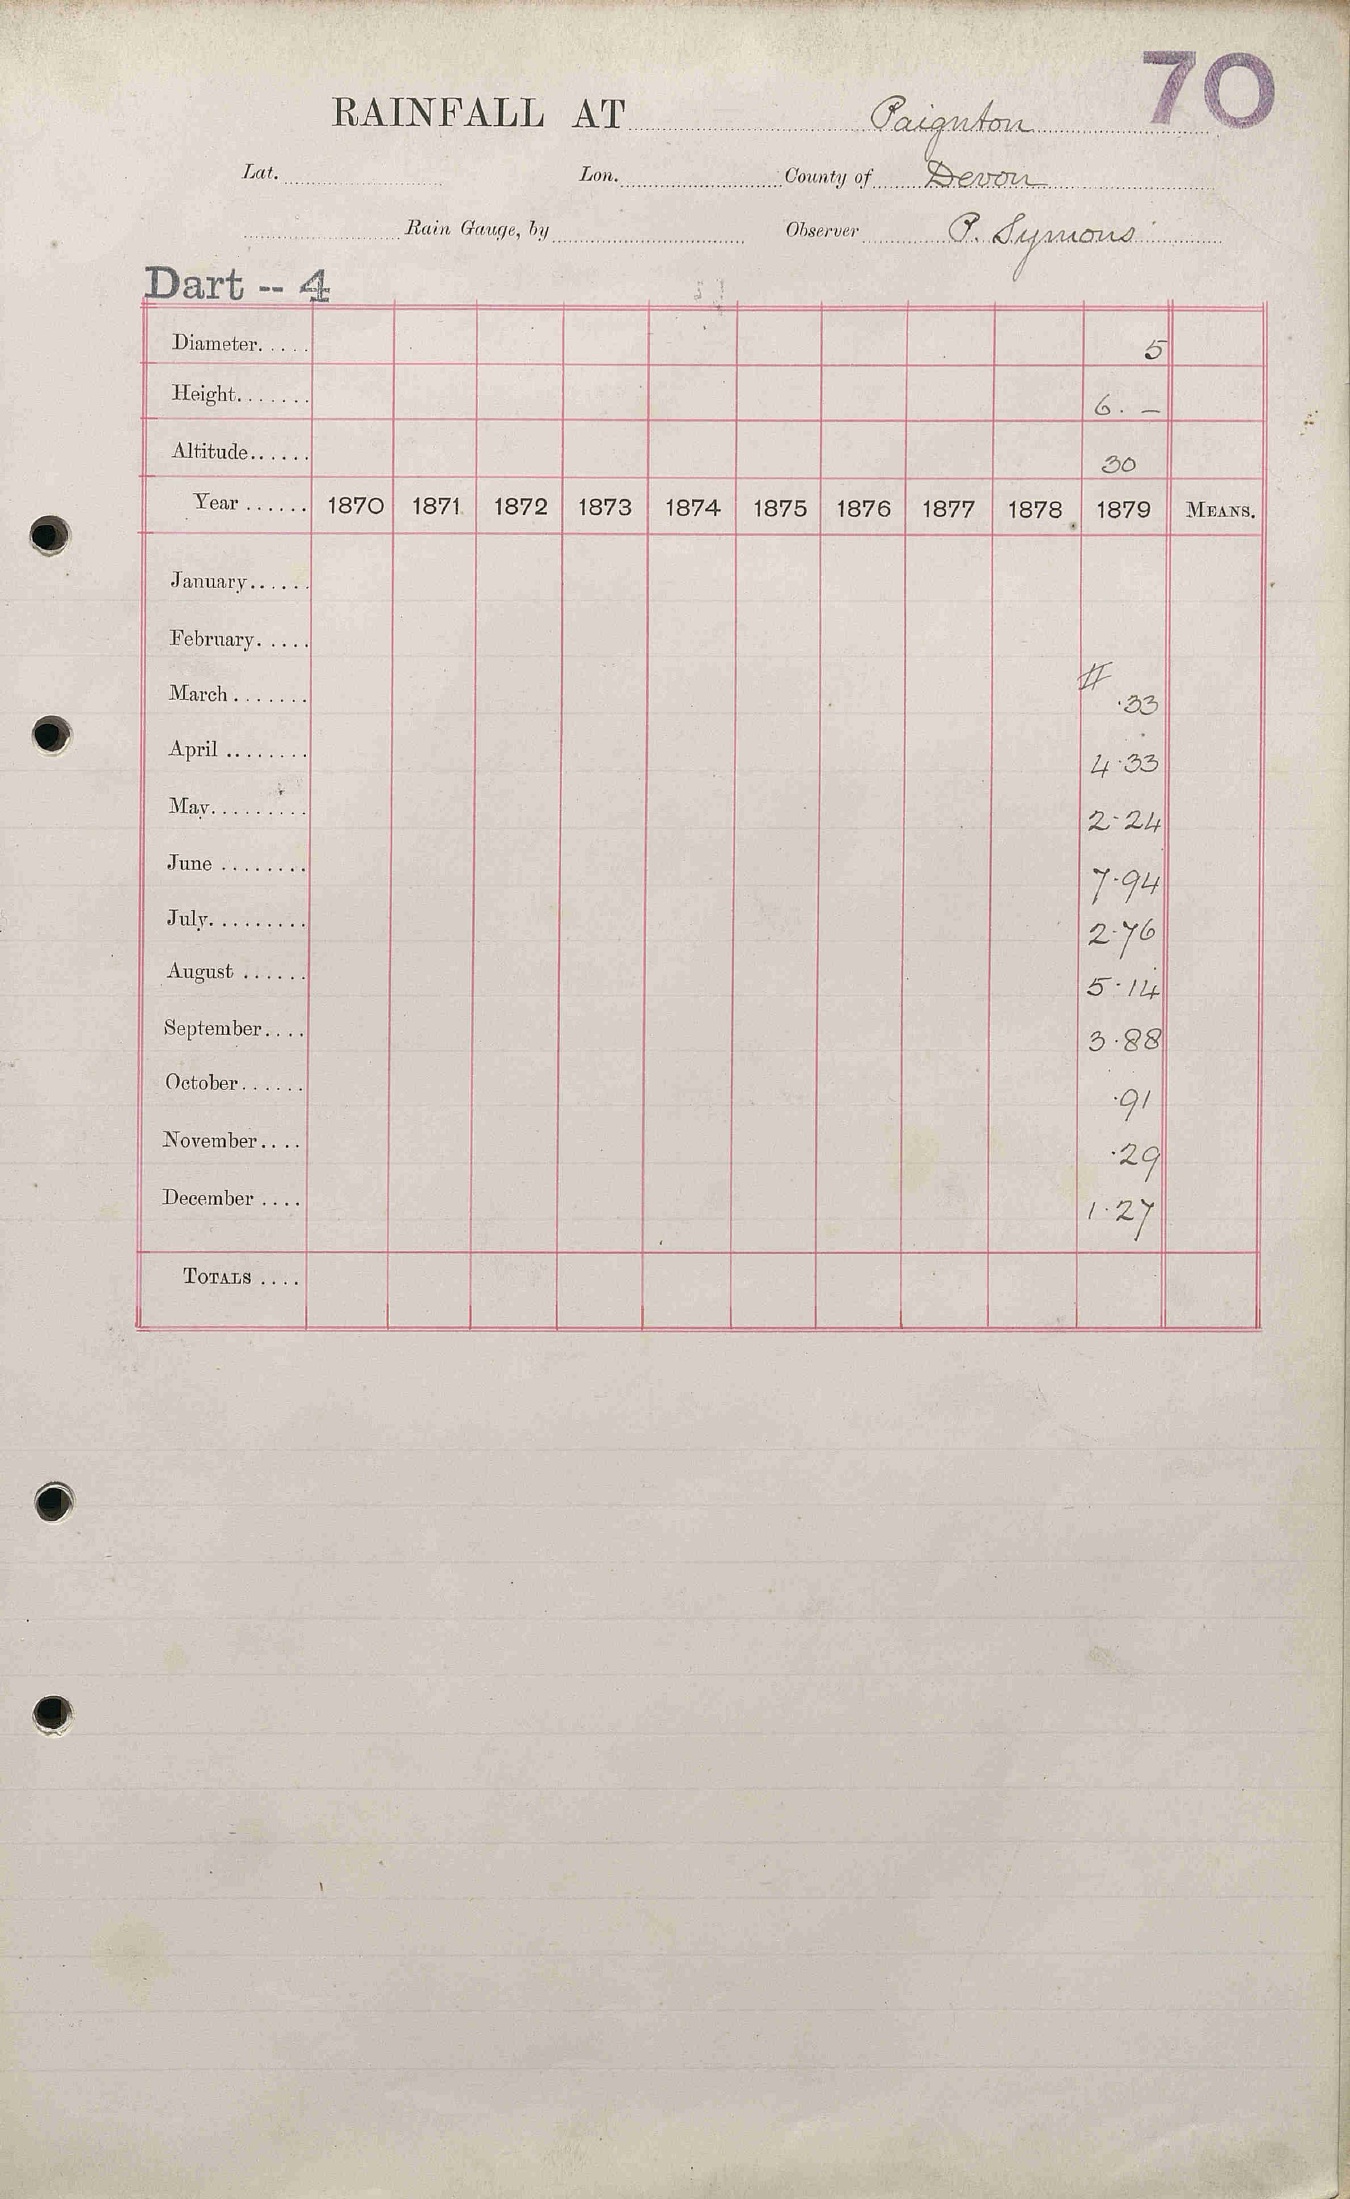 70
RAINFALL AT Paignton
Lat. Lon. County of Devon
Rain Gauge, by Observer P. Symons
Dart -- 4
Diameter..... 5
Height....... 6. —
Altitude...... 30
Year ...... 1870 1871 1872 1873 1874 1875 1876 1877 1878 1879 MEANS.
January......
February.....
#
March ....... ·33
April ........ 4·33
May......... 2·24
June ........ 7·94
July......... 2·76
August ...... 5·14
September.... 3·88
October...... ·91
November.... ·29
December .... 1·27
TOTALS ....